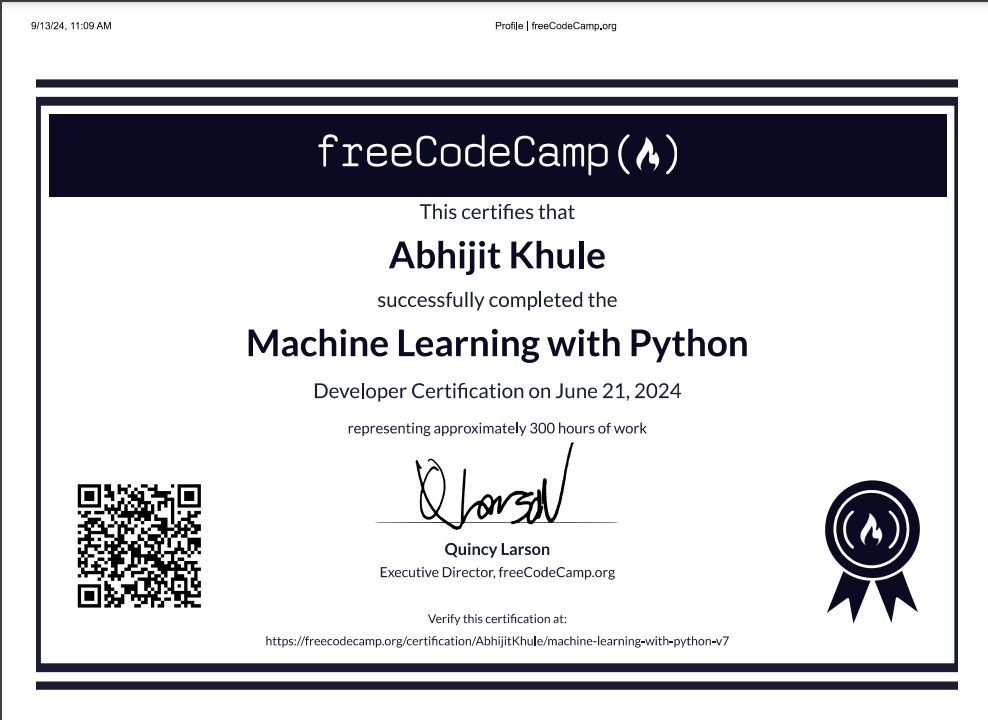 9/13/24, 11:09 AM Profile | freeCodeCamp.org
freeCodeCamp
This certifies that
Abhijit Khule
successfully completed the
Machine Learning with Python
Developer Certification on June 21, 2024
representing approximately 300 hours of work
Q Larson
Quincy Larson
Executive Director, freeCodeCamp.org
Verify this certification at:
https://freecodecamp.org/certification/AbhijitKhule/machine-learning-with-python-v7